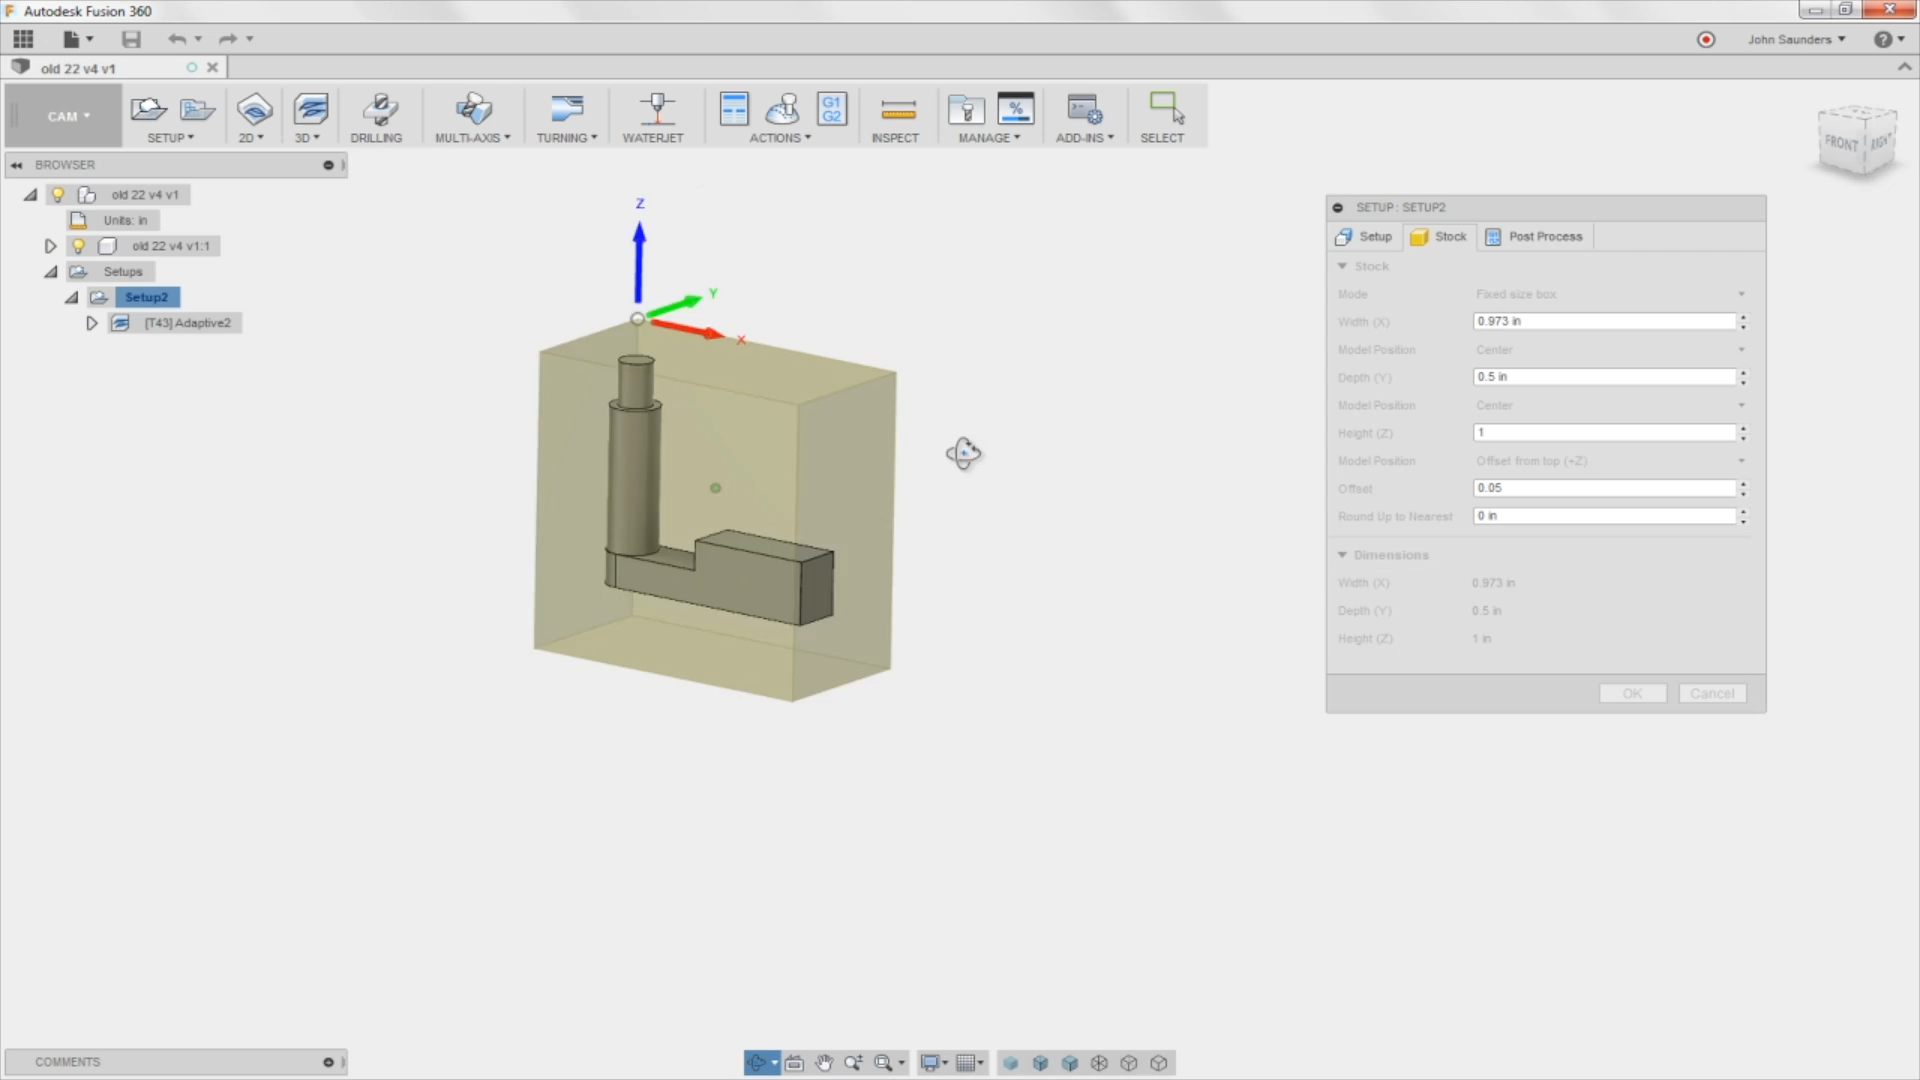 Autodesk Fusion 360
John Saunders
old 22 v4 v1
CAM
SETUP
2D
3D
DRILLING
MULTI-AXIS
TURNING
WATERJET
G1
G2
ACTIONS
INSPECT
%
MANAGE
ADD-INS
SELECT
BROWSER
old 22 v4 v1
Units: in
old 22 v4 v1:1
Setups
Setup2
[T43] Adaptive2
Z
Y
X
FRONT
RIGHT
SETUP : SETUP2
Setup
Stock
Post Process
Stock
Mode Fixed size box
Width (X) 0.973 in
Model Position Center
Depth (Y) 0.5 in
Model Position Center
Height (Z) 1
Model Position Offset from top (+Z)
Offset 0.05
Round Up to Nearest 0 in
Dimensions
Width (X) 0.973 in
Depth (Y) 0.5 in
Height (Z) 1 in
OK Cancel
COMMENTS